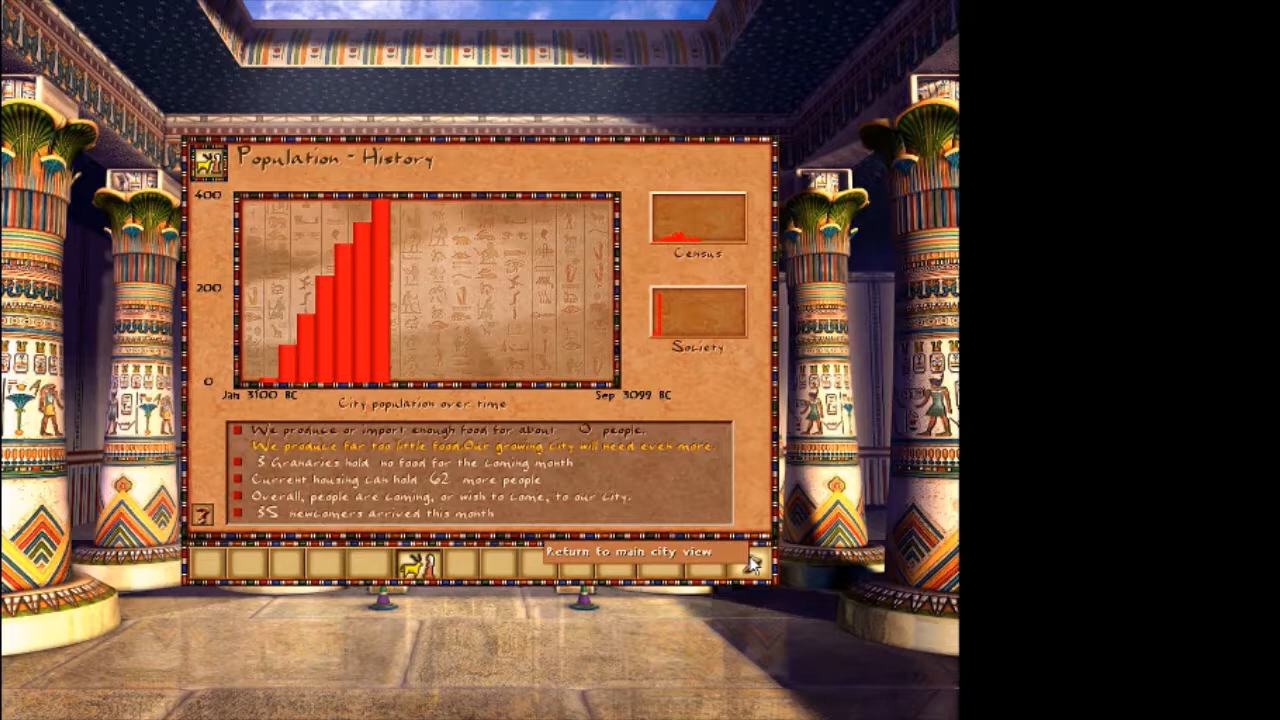 Population - History
400
200
0
Jan 3100 BC
Sep 3099 BC
City population over time
Census
Society
We produce or import enough food for about 0 people.
We produce far too little food.Our growing city will need even more.
3 Granaries hold no food for the coming month
Current housing can hold 62 more people
Overall, people are coming, or wish to come, to our city.
35 newcomers arrived this month
?
Return to main city view